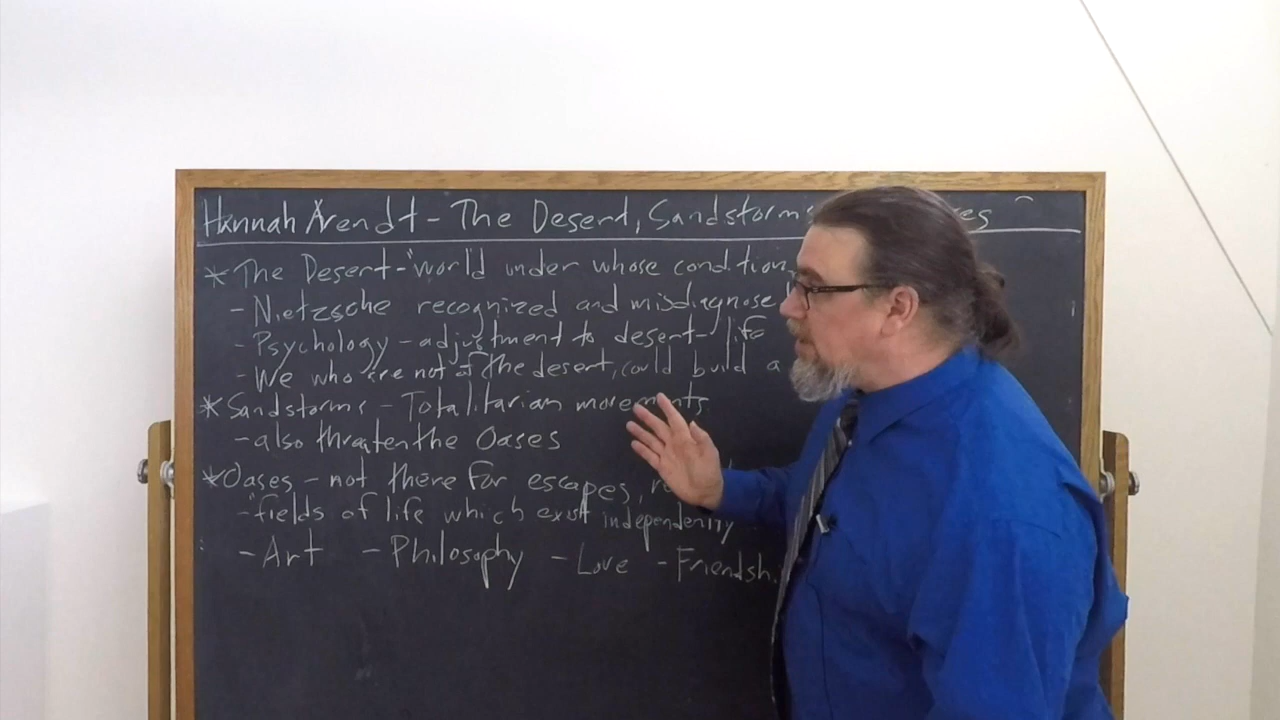 Hannah Arendt - The Desert, Sandstorms
* The Desert - "world under whose condition
- Nietzsche recognized and misdiagnose
- Psychology - adjustment to desert-life
- We who are not of the desert, could build a
* Sandstorms - Totalitarian movements
- also threaten the Oases
* Oases - not there for escapes,
- "fields of life which exist independently
- Art - Philosophy - Love - Friendsh